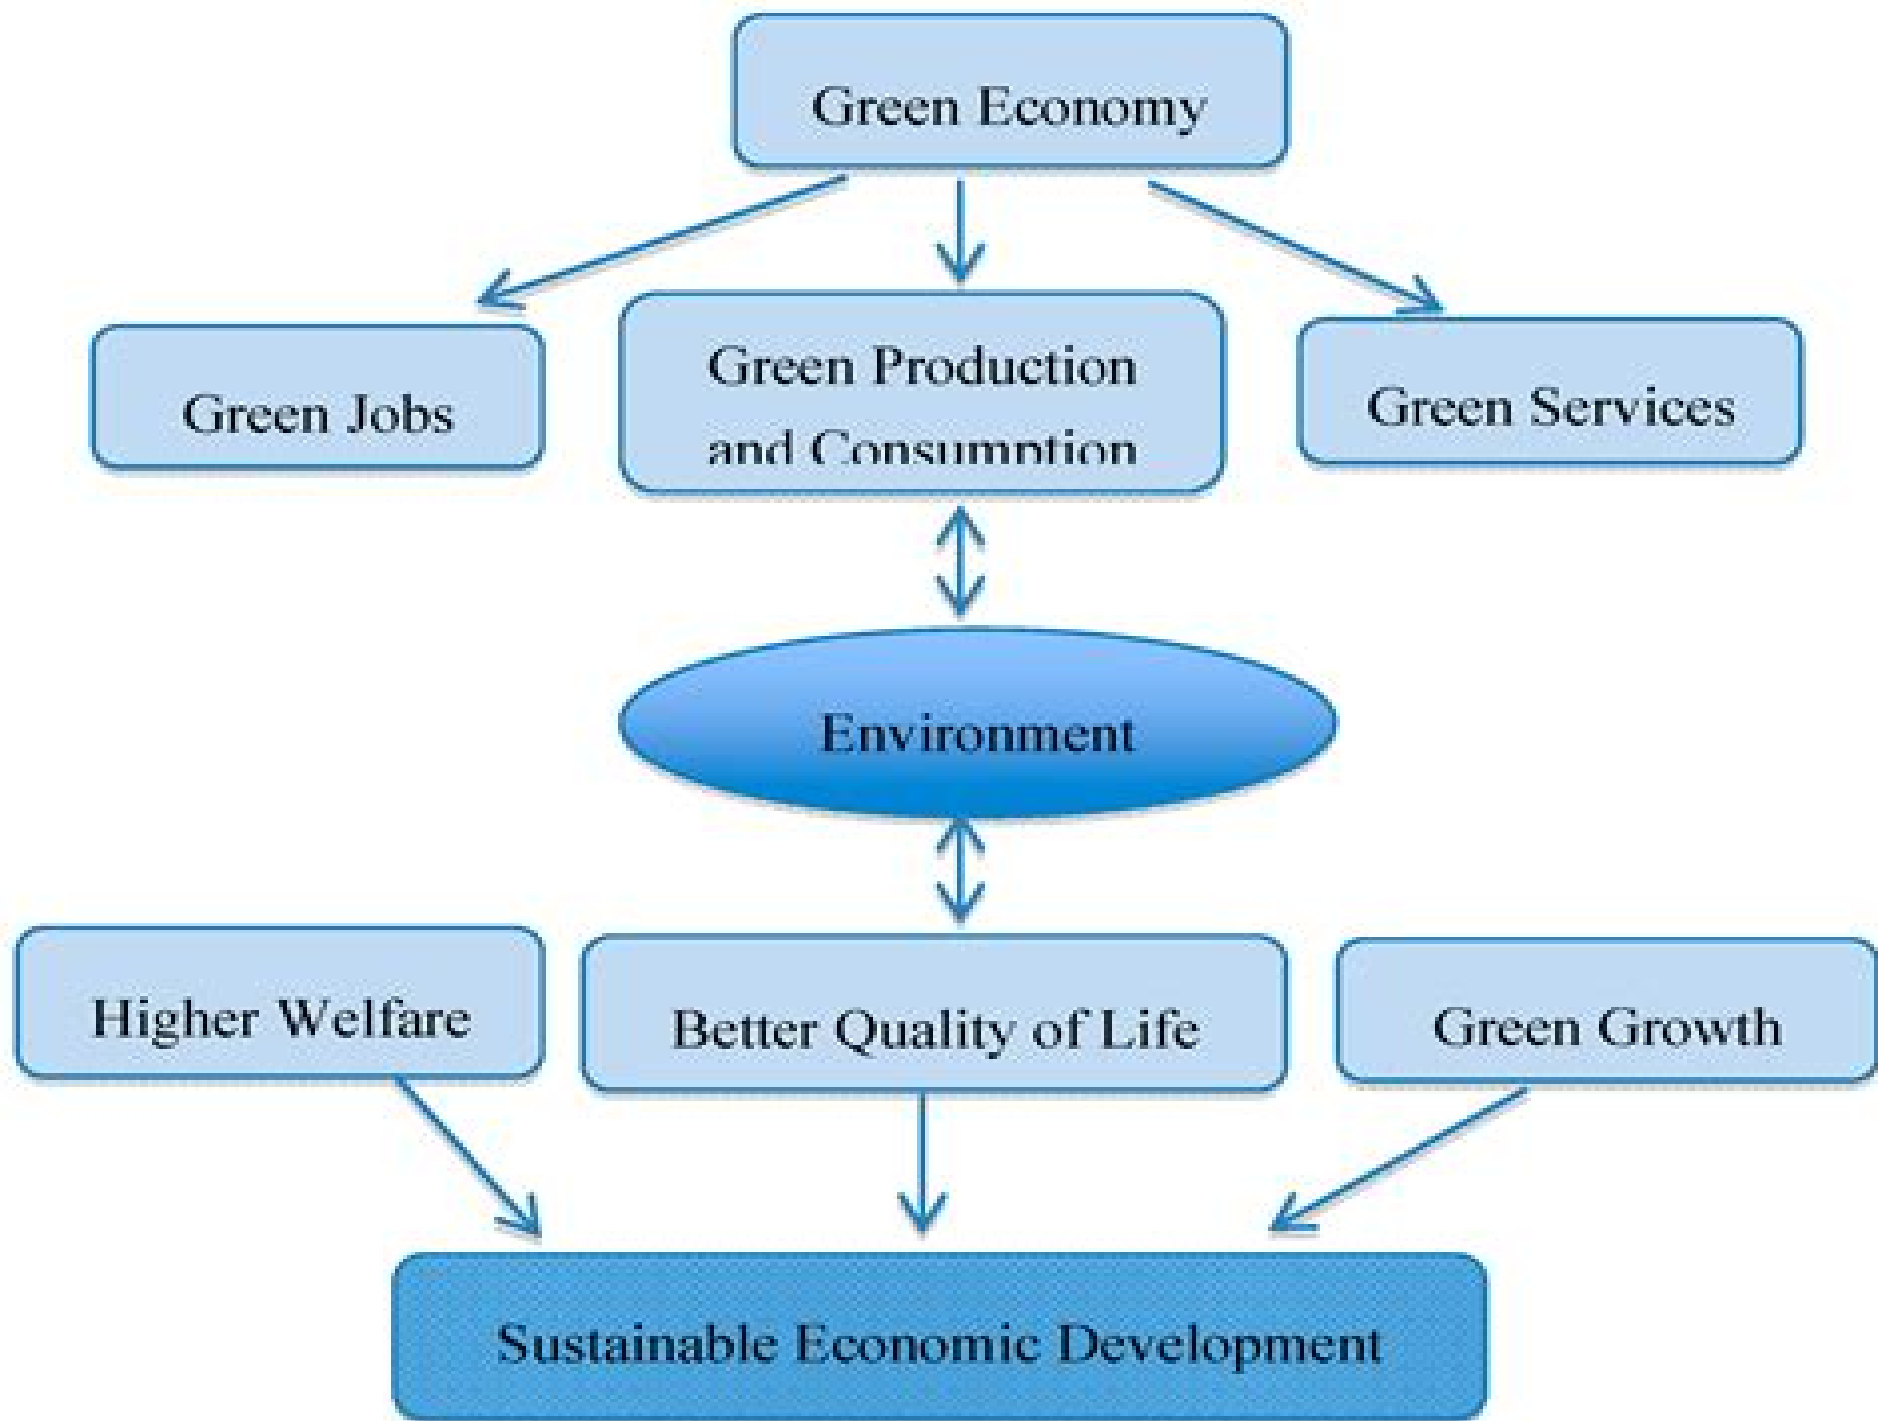 Green Economy
Green Jobs
Green Production
and Consumption
Green Services
Environment
Higher Welfare
Better Quality of Life
Green Growth
Sustainable Economic Development